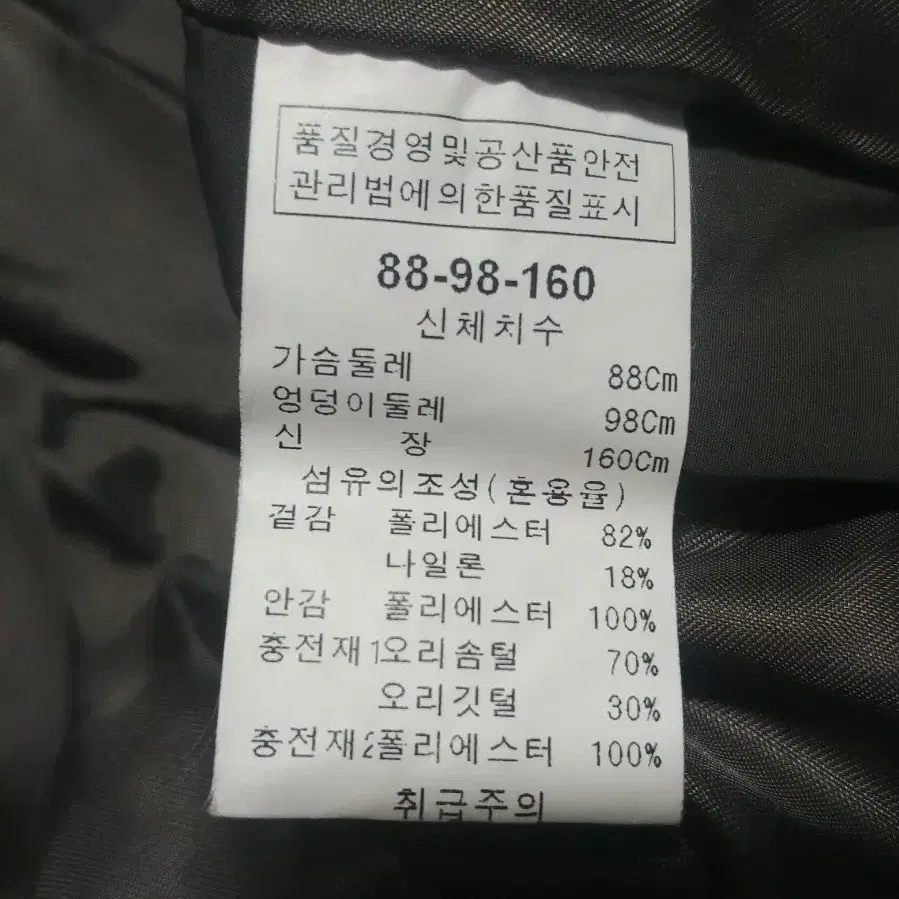 품질경영및공산품안전
관리법에의한품질표시
88-98-160
신체치수
가슴둘레 88Cm
엉덩이둘레 98Cm
신 장 160Cm
섬유의조성(혼용율)
겉감 폴리에스터 82%
나일론 18%
안감 폴리에스터 100%
충전재1오리솜털 70%
오리깃털 30%
충전재2폴리에스터 100%
취급주의